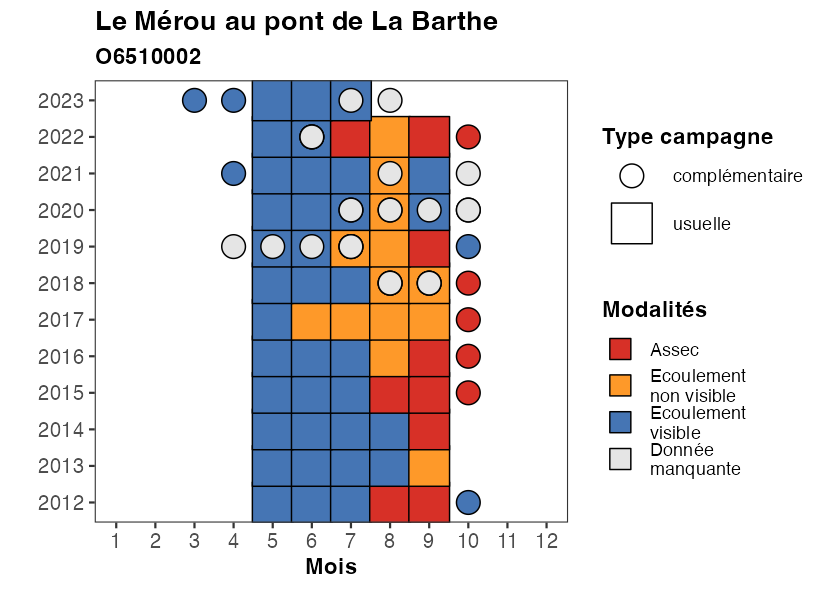 Le Mérou au pont de La Barthe
O6510002
2023
2022
2021
2020
2019
2018
2017
2016
2015
2014
2013
2012
1 2 3 4 5 6 7 8 9 10 11 12
Mois
Type campagne
complémentaire
usuelle
Modalités
Assec
Ecoulement
non visible
Ecoulement
visible
Donnée
manquante